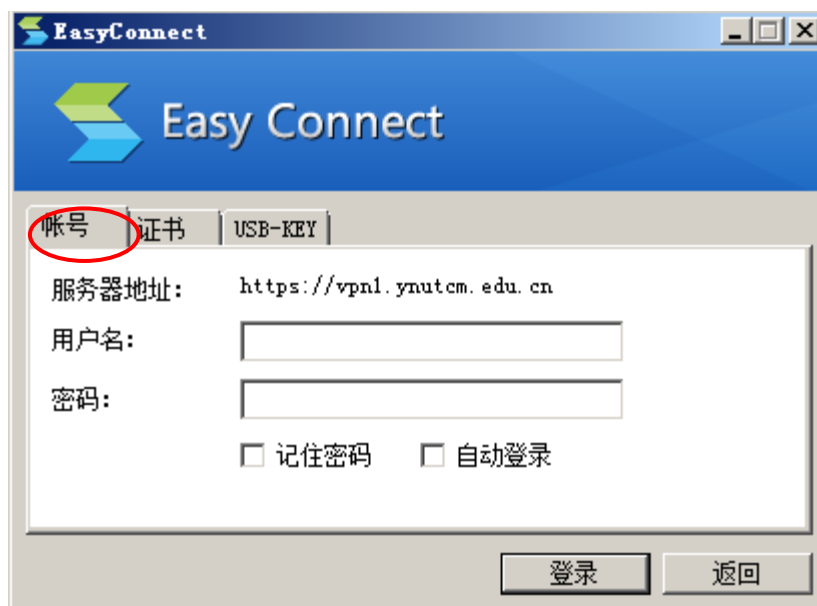 EasyConnect
Easy Connect
帐号 证书 USB-KEY
服务器地址: https://vpn1.ynutcm.edu.cn
用户名:
密码:
记住密码 自动登录
登录 返回